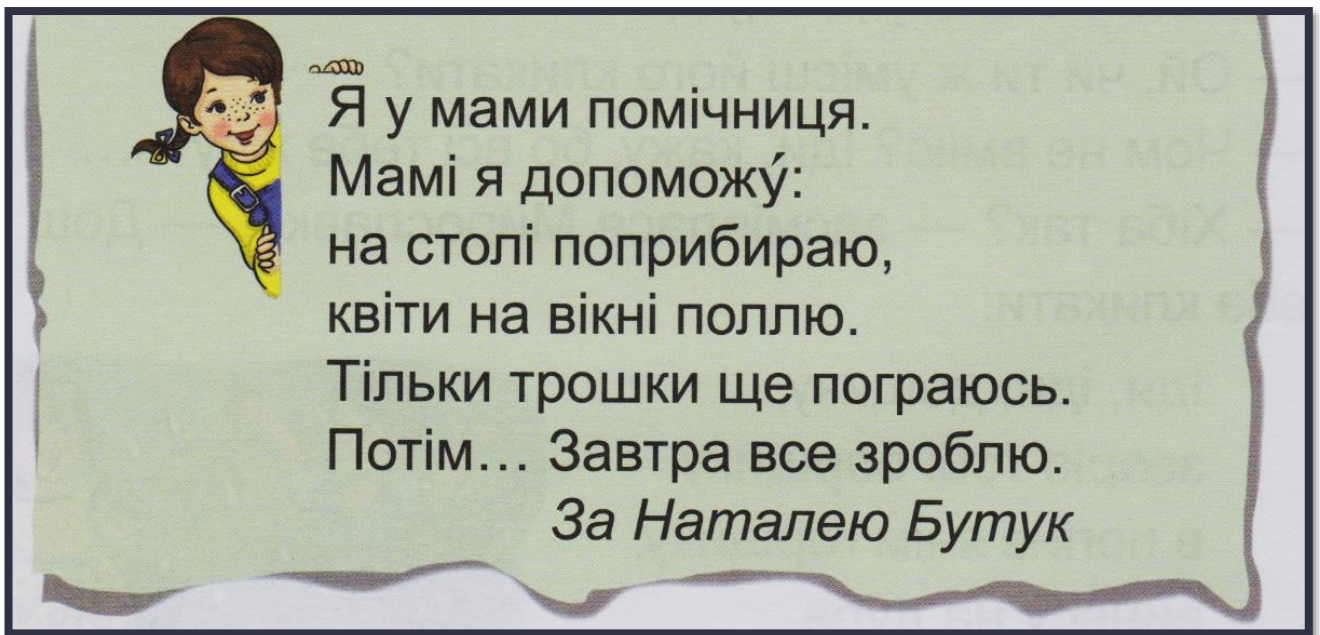 Я у мами помічниця.
Мамі я допоможу́:
на столі поприбираю,
квіти на вікні поллю.
Тільки трошки ще пограюсь.
Потім... Завтра все зроблю.
За Наталею Бутук